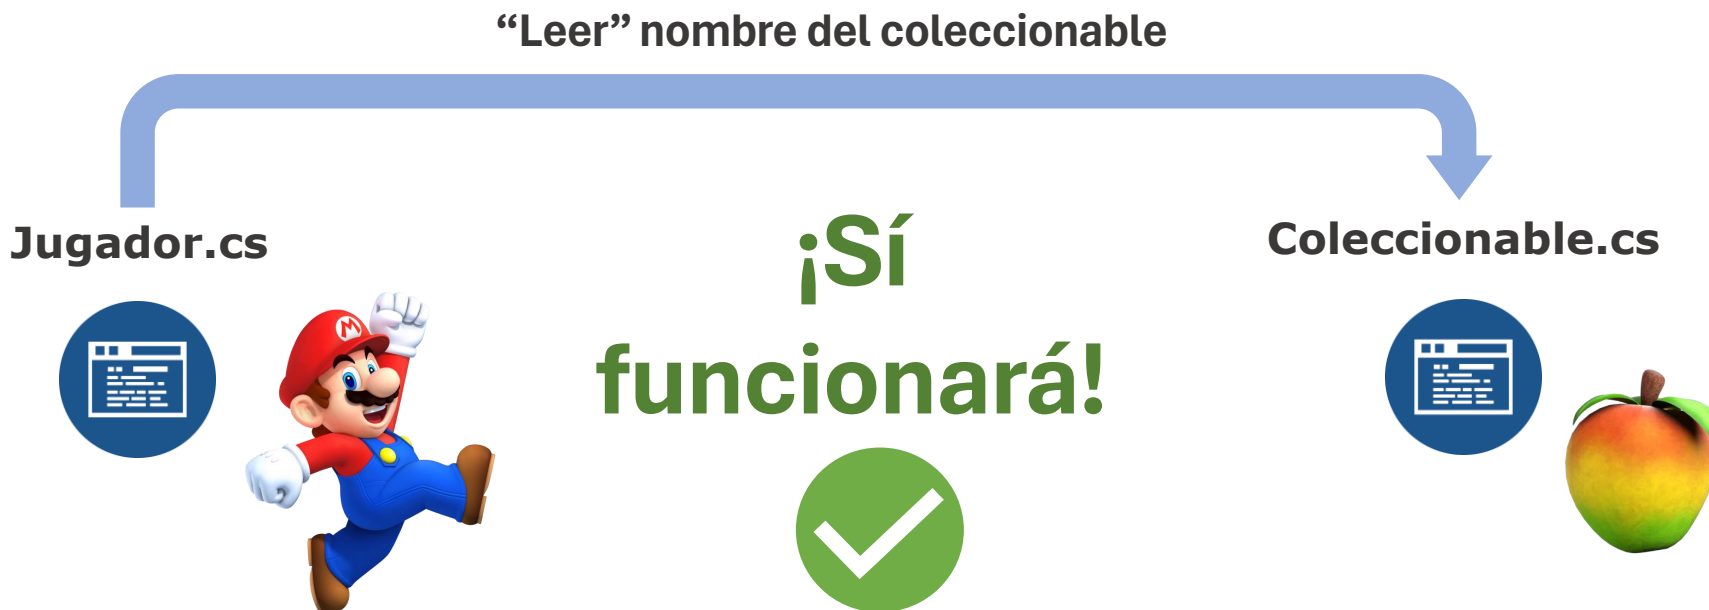 “Leer” nombre del coleccionable
Jugador.cs
¡Sí
funcionará!
Coleccionable.cs
M